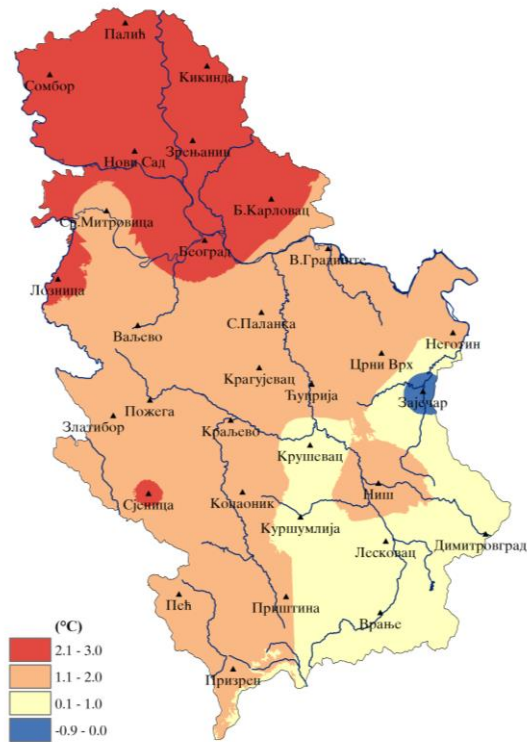 Палић
Сомбор
Кикинда
Зрењанин
Нови Сад
Б.Карловац
Ср.Митровица
Београд
В.Градиште
Лозница
Ваљево
С.Паланка
Неготин
Црни Врх
Крагујевац
Ћуприја
Зајечар
Пожега
Златибор
Краљево
Крушевац
Сјеница
Копаоник
Ниш
Куршумлија
Димитровград
Лесковац
Пећ
Приштина
Врање
Призрен
(°C)
2.1 - 3.0
1.1 - 2.0
0.1 - 1.0
-0.9 - 0.0